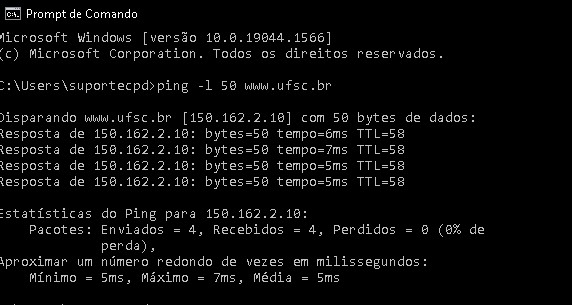 Prompt de Comando
Microsoft Windows [versão 10.0.19044.1566]
(c) Microsoft Corporation. Todos os direitos reservados.
C:\Users\suportecpd>ping -l 50 www.ufsc.br
Disparando www.ufsc.br [150.162.2.10] com 50 bytes de dados:
Resposta de 150.162.2.10: bytes=50 tempo=6ms TTL=58
Resposta de 150.162.2.10: bytes=50 tempo=7ms TTL=58
Resposta de 150.162.2.10: bytes=50 tempo=5ms TTL=58
Resposta de 150.162.2.10: bytes=50 tempo=5ms TTL=58
Estatísticas do Ping para 150.162.2.10:
Pacotes: Enviados = 4, Recebidos = 4, Perdidos = 0 (0% de
perda),
Aproximar um número redondo de vezes em milissegundos:
Mínimo = 5ms, Máximo = 7ms, Média = 5ms